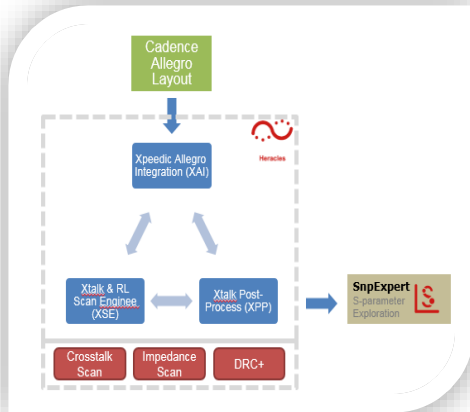 Cadence
Allegro
Layout
Heracles
Xpeedic Allegro
Integration (XAI)
Xtalk & RL
Scan Enginee
(XSE)
Xtalk Post-
Process (XPP)
SnpExpert
S-parameter
Exploration
Crosstalk
Scan
Impedance
Scan
DRC+